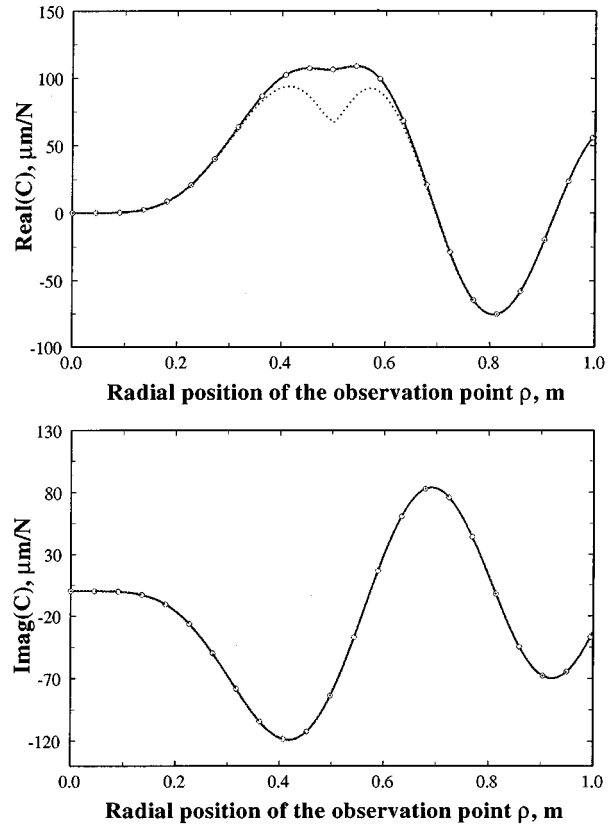 150
100
50
0
-50
-100
Real(C), μm/N
0.0 0.2 0.4 0.6 0.8 1.0
Radial position of the observation point ρ, m
130
80
30
-20
-70
-120
Imag(C), μm/N
0.0 0.2 0.4 0.6 0.8 1.0
Radial position of the observation point ρ, m